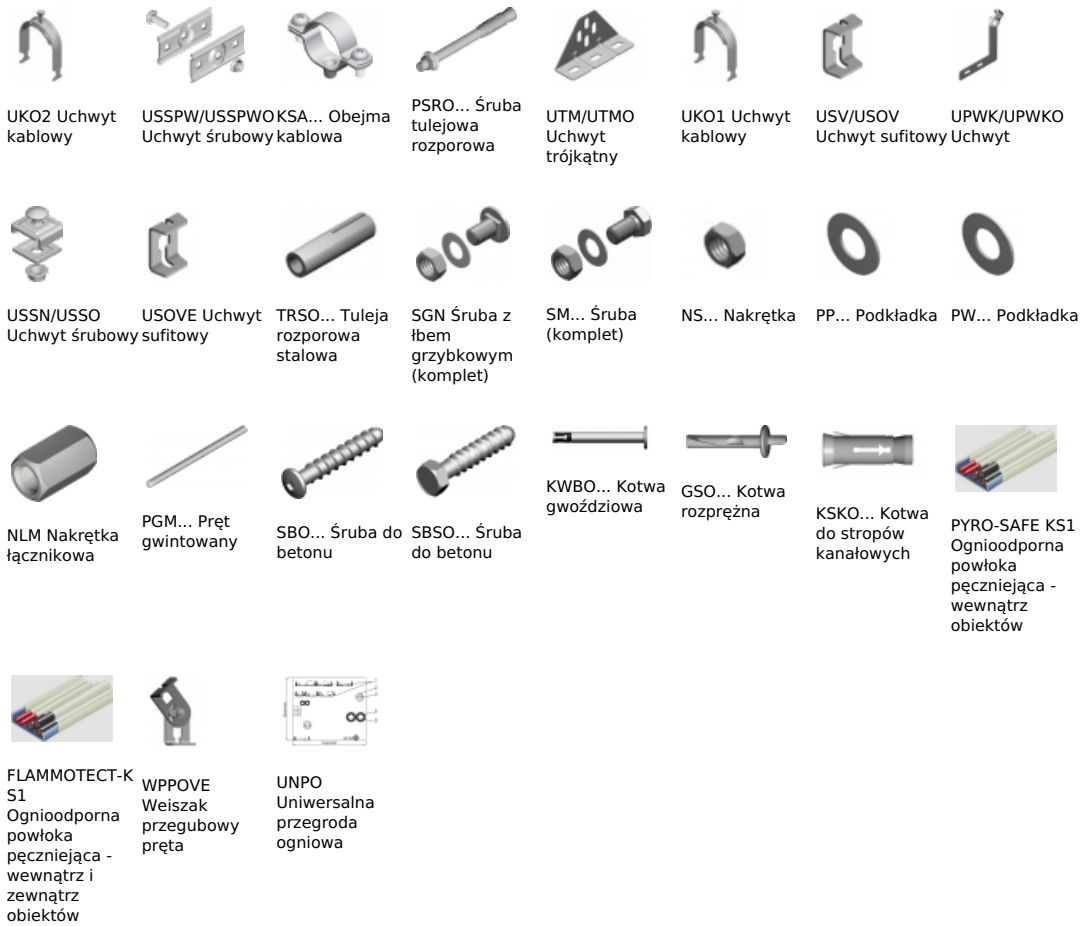 UKO2 Uchwyt
kablowy
USSPW/USSPWO
Uchwyt śrubowy
KSA... Obejma
kablowa
PSRO... Śruba
tulejowa
rozporowa
UTM/UTMO
Uchwyt
trójkątny
UKO1 Uchwyt
kablowy
USV/USOV
Uchwyt sufitowy
UPWK/UPWKO
Uchwyt
USSN/USSO
Uchwyt śrubowy
USOVE Uchwyt
sufitowy
TRSO... Tuleja
rozporowa
stalowa
SGN Śruba z
łbem
grzybkowym
(komplet)
SM... Śruba
(komplet)
NS... Nakrętka
PP... Podkładka
PW... Podkładka
NLM Nakrętka
łącznikowa
PGM... Pręt
gwintowany
SBO... Śruba do
betonu
SBSO... Śruba
do betonu
KWBO... Kotwa
gwoździowa
GSO... Kotwa
rozprężna
KSKO... Kotwa
do stropów
kanałowych
PYRO-SAFE KS1
Ognioodporna
powłoka
pęczniejąca -
wewnątrz
obiektów
FLAMMOTECT-K
S1
Ognioodporna
powłoka
pęczniejąca -
wewnątrz i
zewnątrz
obiektów
WPPOVE
Weiszak
przegubowy
pręta
UNPO
Uniwersalna
przegroda
ogniowa